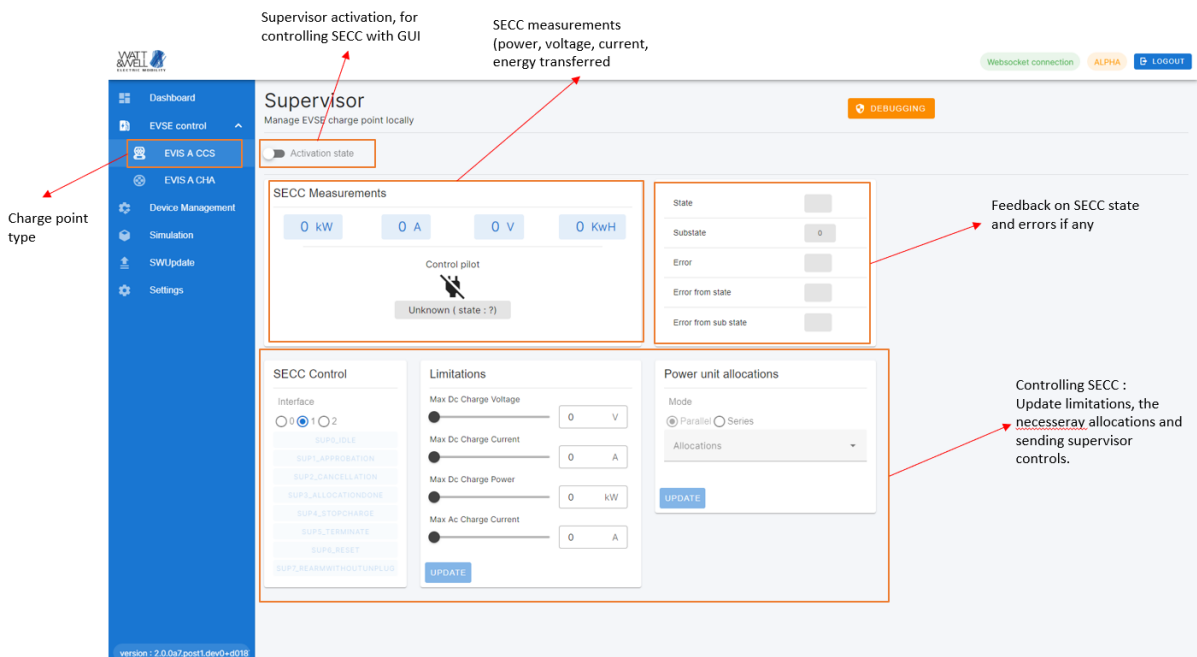 Supervisor activation, for
controlling SECC with GUI
SECC measurements
(power, voltage, current,
energy transferred
WATT
&WELL
ELECTRIC MOBILITY
Websocket connection
ALPHA
LOGOUT
Dashboard
EVSE control
EVIS A CCS
EVIS A CHA
Device Management
Simulation
SWUpdate
Settings
version : 2.0.0a7.post1.dev0+d018
Charge point
type
Supervisor
Manage EVSE charge point locally
DEBUGGING
Activation state
SECC Measurements
0 kW
0 A
0 V
0 KwH
Control pilot
Unknown ( state : ?)
State
Substate 0
Error
Error from state
Error from sub state
Feedback on SECC state
and errors if any
SECC Control
Interface
0 1 2
SUP0_IDLE
SUP1_APPROBATION
SUP2_CANCELLATION
SUP3_ALLOCATIONDONE
SUP4_STOPCHARGE
SUP5_TERMINATE
SUP6_RESET
SUP7_REARMWITHOUTUNPLUG
Limitations
Max Dc Charge Voltage
0 V
Max Dc Charge Current
0 A
Max Dc Charge Power
0 kW
Max Ac Charge Current
0 A
UPDATE
Power unit allocations
Mode
Parallel Series
Allocations
UPDATE
Controlling SECC :
Update limitations, the
necesseray allocations and
sending supervisor
controls.